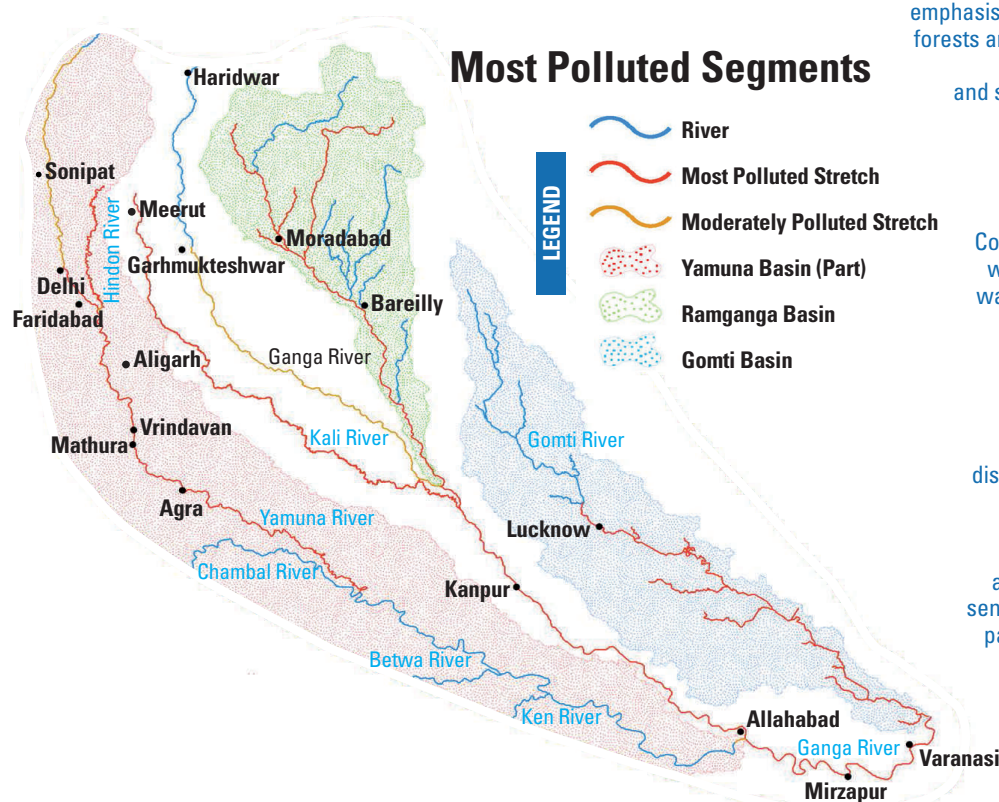 emphasis
forests an
and s
Most Polluted Segments
LEGEND
River
Most Polluted Stretch
Moderately Polluted Stretch
Yamuna Basin (Part)
Ramganga Basin
Gomti Basin
Co
w
wa
dis
a
sen
pa
Haridwar
Sonipat
Meerut
Hindon River
Moradabad
Garhmukteshwar
Delhi
Faridabad
Bareilly
Aligarh
Ganga River
Vrindavan
Mathura
Kali River
Gomti River
Agra
Yamuna River
Lucknow
Chambal River
Kanpur
Betwa River
Ken River
Allahabad
Ganga River
Varanasi
Mirzapur